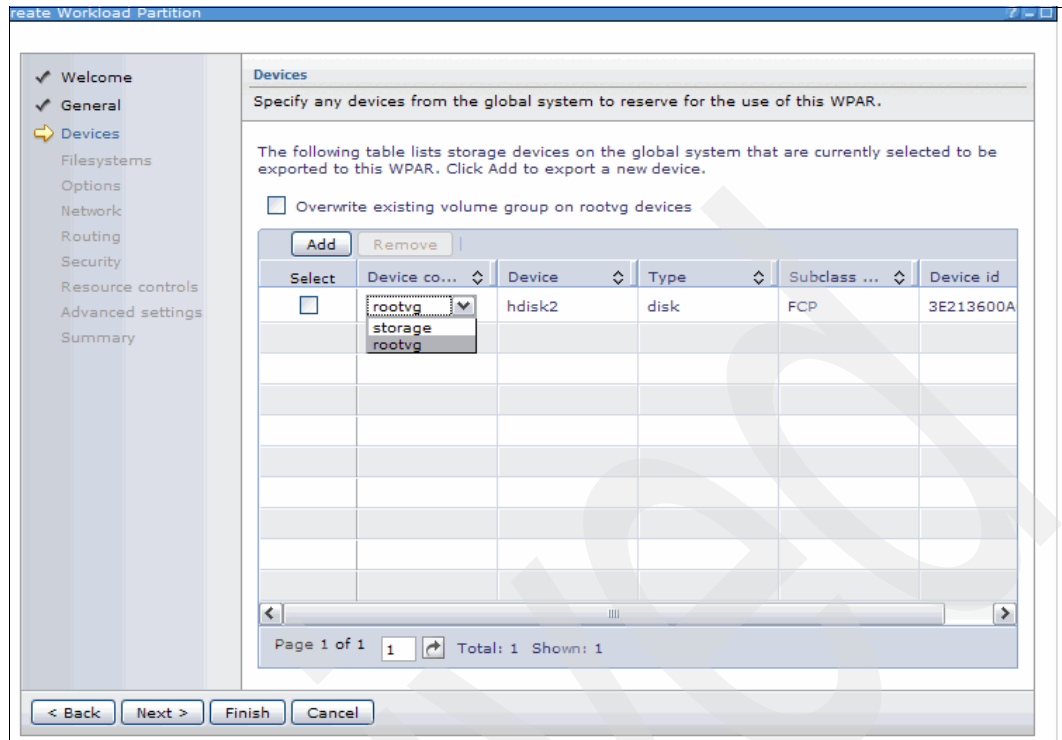 reate Workload Partition
?
Welcome
General
Devices
Filesystems
Options
Network
Routing
Security
Resource controls
Advanced settings
Summary
Devices
Specify any devices from the global system to reserve for the use of this WPAR.
The following table lists storage devices on the global system that are currently selected to be
exported to this WPAR. Click Add to export a new device.
Overwrite existing volume group on rootvg devices
Add Remove
Select Device co... Device Type Subclass ... Device id
rootvg hdisk2 disk FCP 3E213600A
storage
rootvg
Page 1 of 1 1 Total: 1 Shown: 1
< Back Next > Finish Cancel